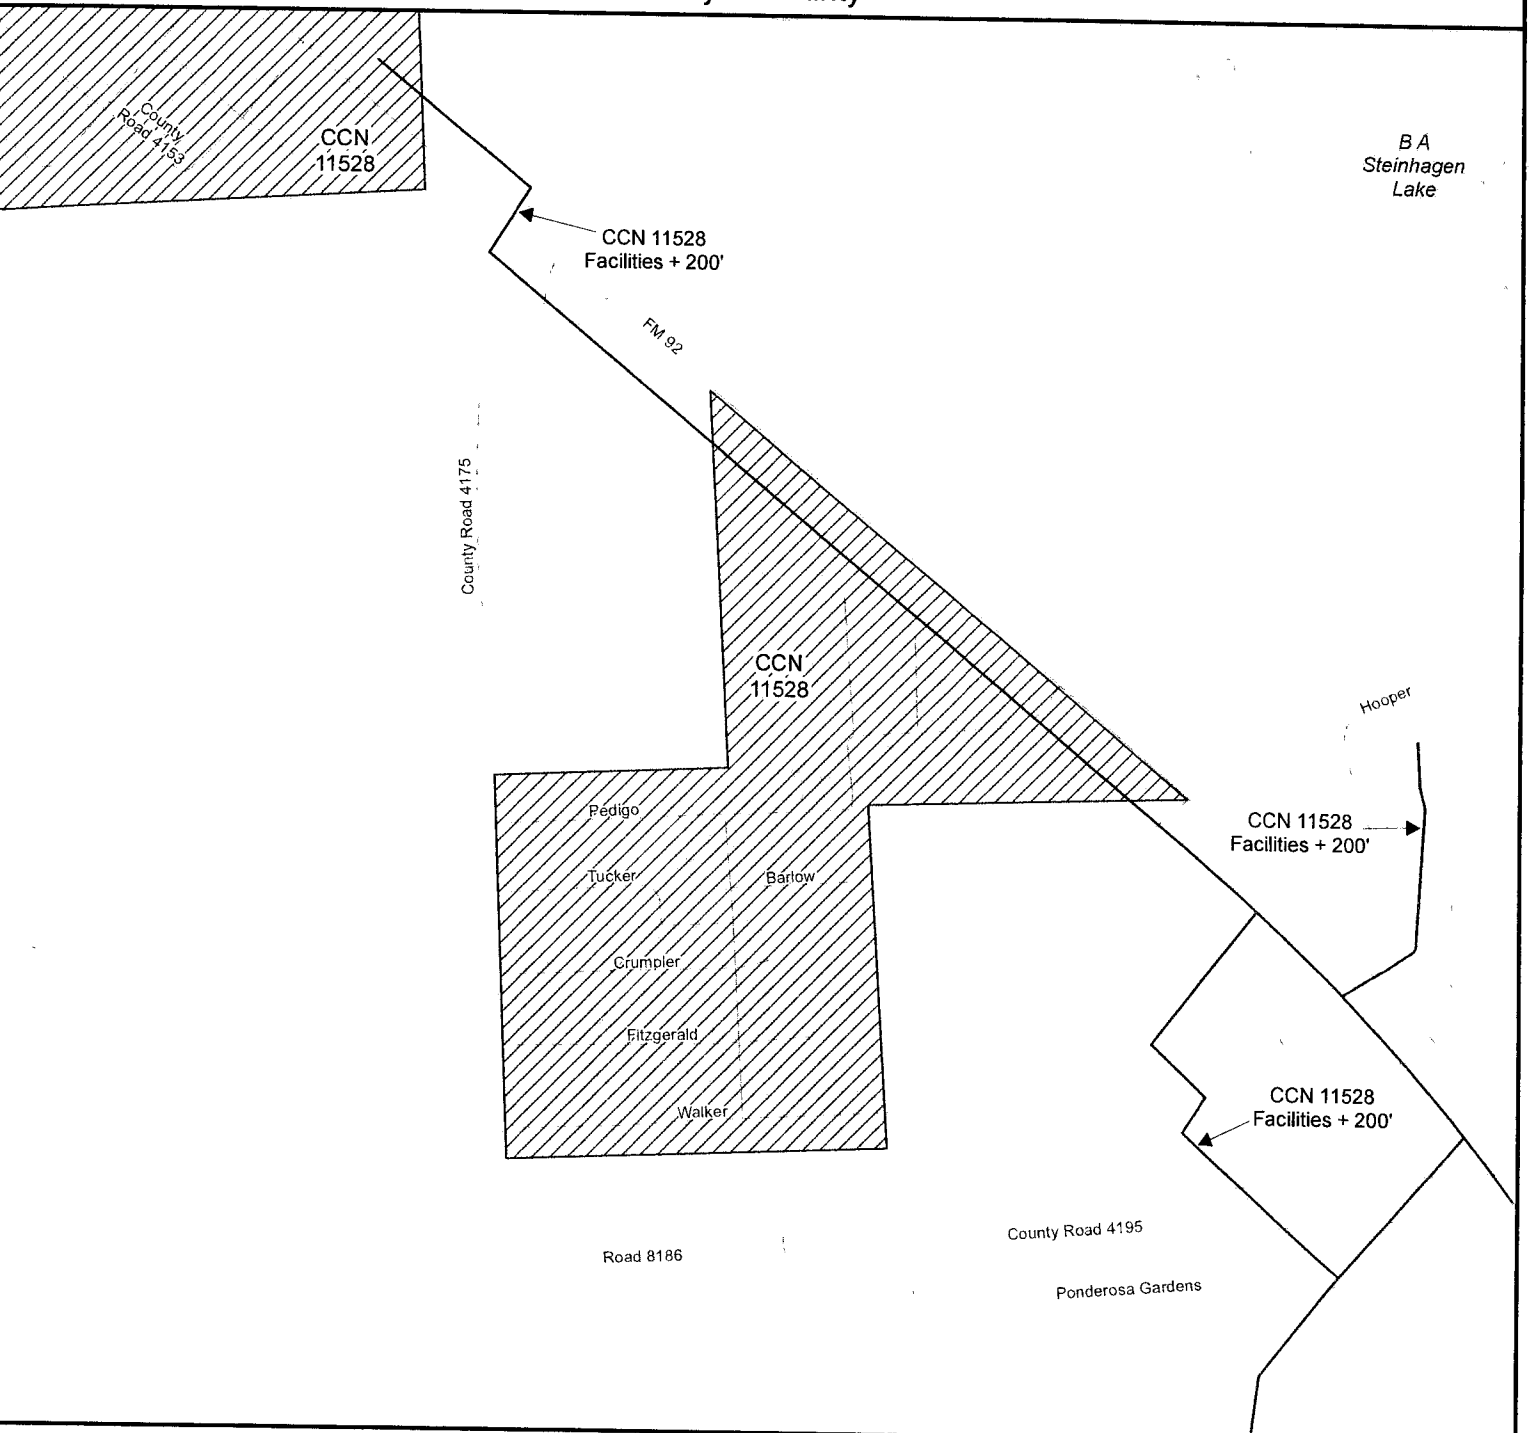 County
Road 4153
CCN
11528
B A
Steinhagen
Lake
CCN 11528
Facilities + 200'
FM 92
County Road 4175
CCN
11528
Hooper
Pedigo
CCN 11528
Facilities + 200'
Tucker
Barlow
Crumpler
Fitzgerald
CCN 11528
Facilities + 200'
Walker
County Road 4195
Road 8186
Ponderosa Gardens